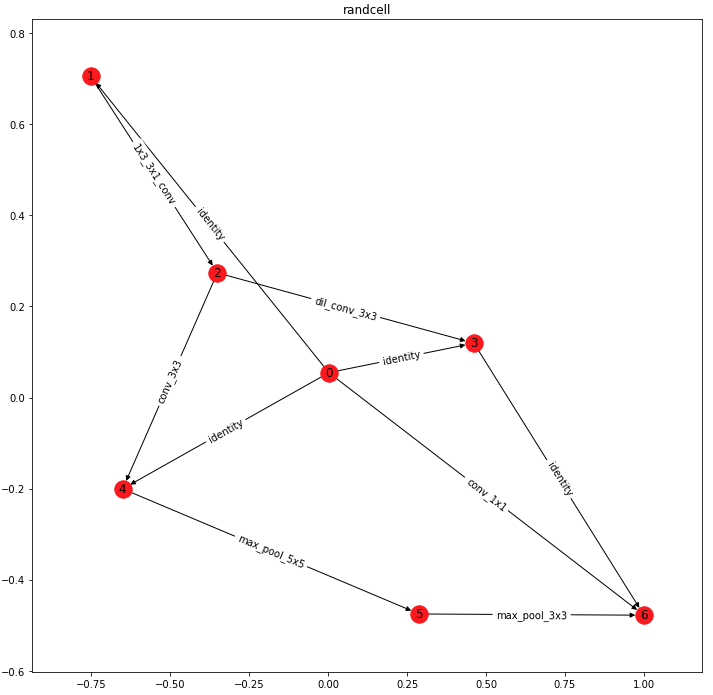 randcell
0.8
0.6
0.4
0.2
0.0
−0.2
−0.4
−0.6
1
1x3_3x1_conv
identity
2
dil_conv_3x3
3
identity
0
conv_3x3
identity
4
conv_1x1
identity
max_pool_5x5
5
max_pool_3x3
6
−0.75
−0.50
−0.25
0.00
0.25
0.50
0.75
1.00